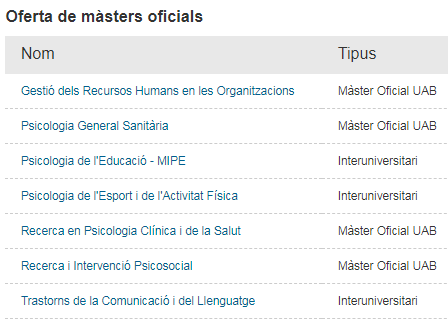 Oferta de màsters oficials
Nom Tipus
Gestió dels Recursos Humans en les Organitzacions Màster Oficial UAB
Psicologia General Sanitària Màster Oficial UAB
Psicologia de l'Educació - MIPE Interuniversitari
Psicologia de l'Esport i de l'Activitat Física Interuniversitari
Recerca en Psicologia Clínica i de la Salut Màster Oficial UAB
Recerca i Intervenció Psicosocial Màster Oficial UAB
Trastorns de la Comunicació i del Llenguatge Interuniversitari